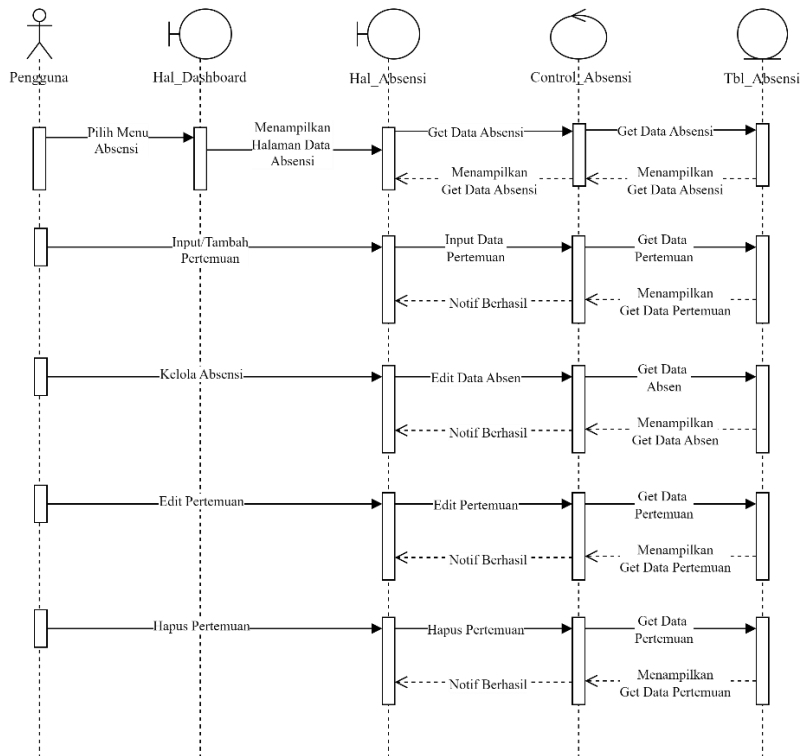 Pengguna
Hal_Dashboard
Hal_Absensi
Control_Absensi
Tbl_Absensi
Pilih Menu
Absensi
Menampilkan
Halaman Data
Absensi
Get Data Absensi
Get Data Absensi
Menampilkan
Get Data Absensi
Menampilkan
Get Data Absensi
Input/Tambah
Pertemuan
Input Data
Pertemuan
Get Data
Pertemuan
Notif Berhasil
Menampilkan
Get Data Pertemuan
Kelola Absensi
Edit Data Absen
Get Data
Absen
Notif Berhasil
Menampilkan
Get Data Absen
Edit Pertemuan
Edit Pertemuan
Get Data
Pertemuan
Notif Berhasil
Menampilkan
Get Data Pertemuan
Hapus Pertemuan
Hapus Pertemuan
Get Data
Pertemuan
Notif Berhasil
Menampilkan
Get Data Pertemuan